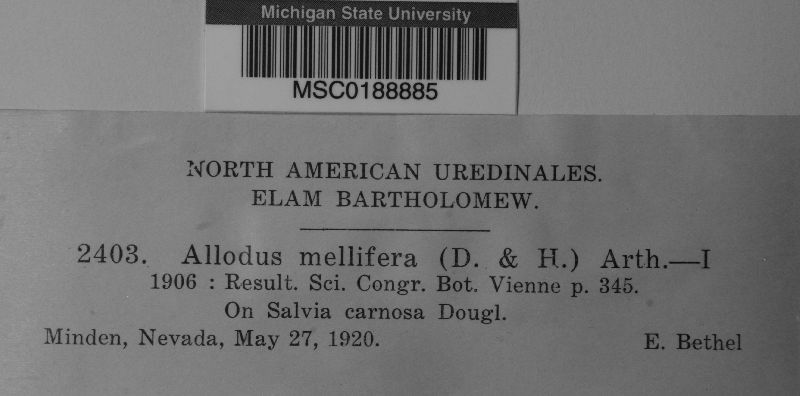 Michigan State University
MSC0188885
NORTH AMERICAN UREDINALES.
ELAM BARTHOLOMEW.
2403. Allodus mellifera (D. & H.) Arth.—I
1906 : Result. Sci. Congr. Bot. Vienne p. 345.
On Salvia carnosa Dougl.
Minden, Nevada, May 27, 1920. E. Bethel